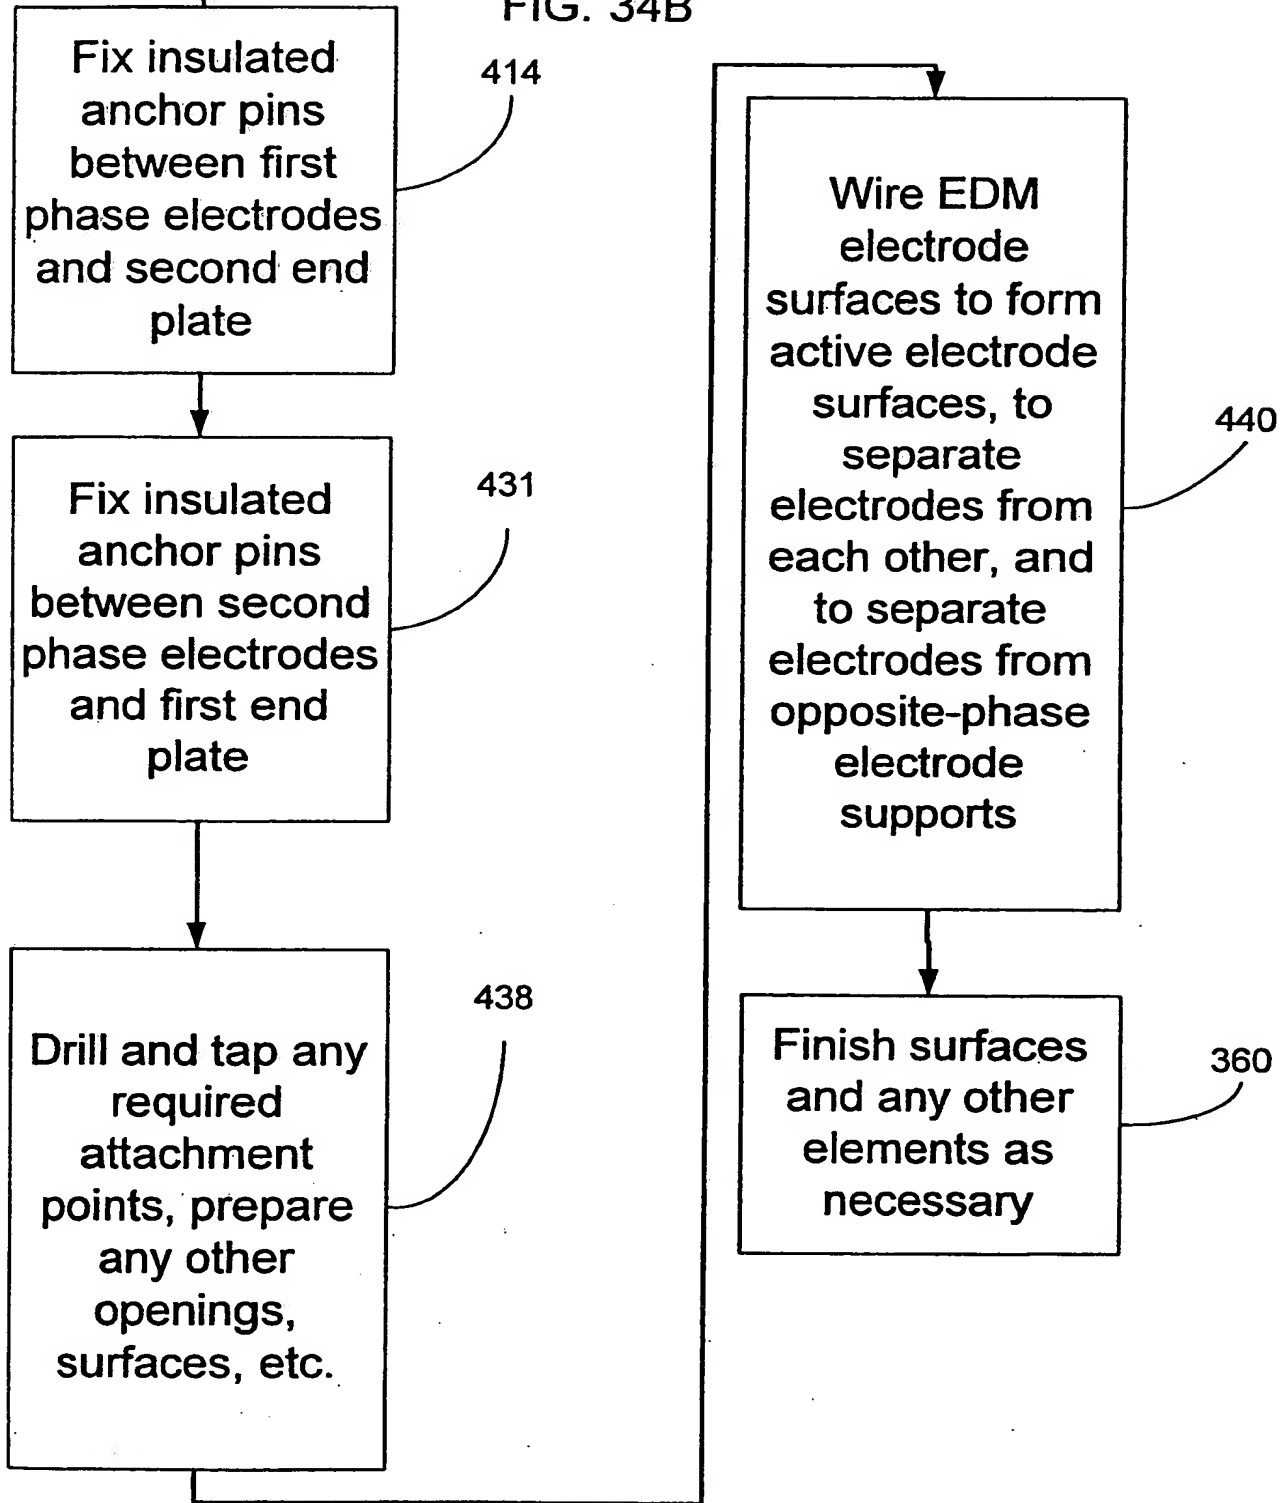 FIG. 34B
Fix insulated
anchor pins
between first
phase electrodes
and second end
plate
414
Fix insulated
anchor pins
between second
phase electrodes
and first end
plate
431
Drill and tap any
required
attachment
points, prepare
any other
openings,
surfaces, etc.
438
Wire EDM
electrode
surfaces to form
active electrode
surfaces, to
separate
electrodes from
each other, and
to separate
electrodes from
opposite-phase
electrode
supports
440
Finish surfaces
and any other
elements as
necessary
360